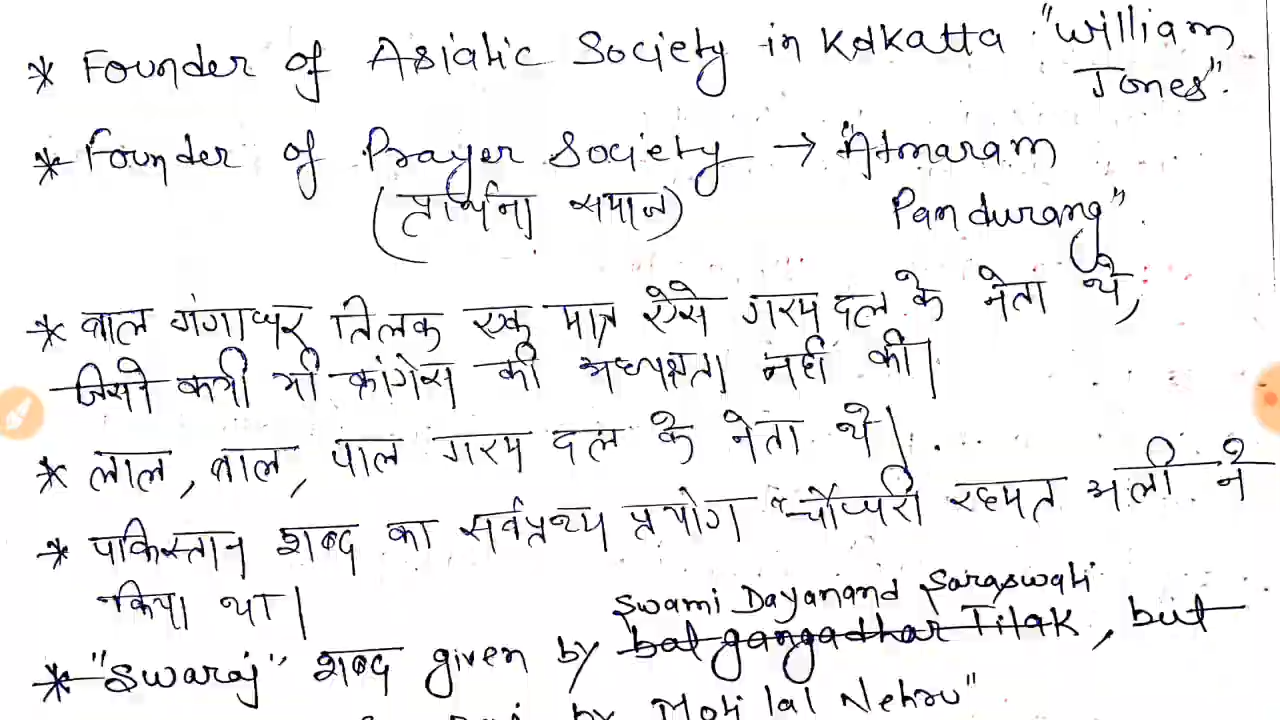 * Founder of Asiatic Society in Kolkatta "William
Jones".
* Founder of Prayer Society → "Atmaram
(प्रार्थना समाज) Pandurang".
* बाल गंगाधर तिलक एक मात्र ऐसे गरम दल के नेता थे,
जिसने कभी भी कांग्रेस की अध्यक्षता नहीं की।
* लाल, बाल, पाल गरम दल के नेता थे।
* पाकिस्तान शब्द का सर्वप्रथम प्रयोग "चौधरी रहमत अली ने
किया था।
Swami Dayanand Saraswati
* "Swaraj" शब्द given by bal gangadhar Tilak, but
by Moti lal Nehru"